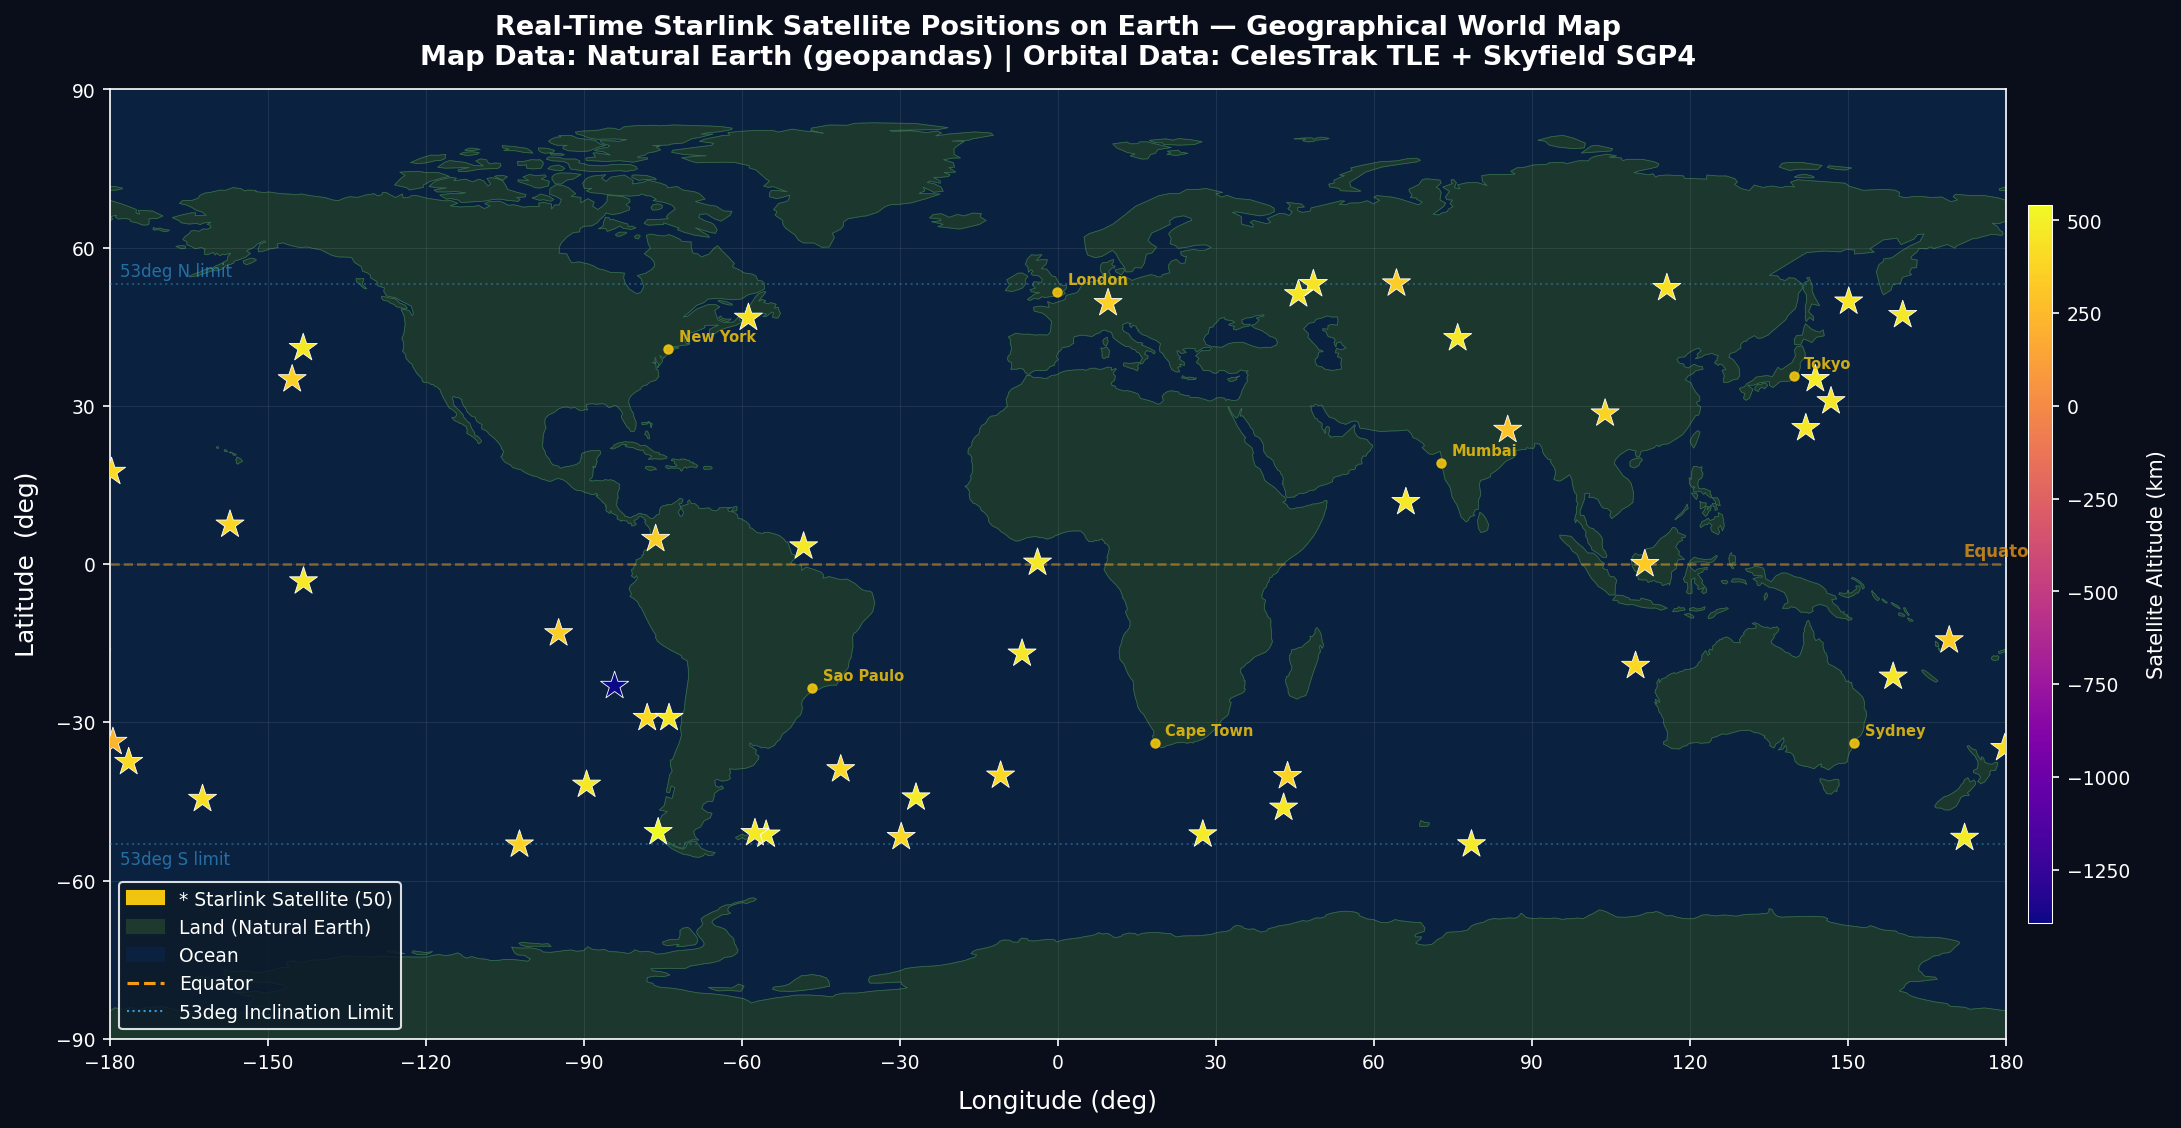 Real-Time Starlink Satellite Positions on Earth — Geographical World Map
Map Data: Natural Earth (geopandas) | Orbital Data: CelesTrak TLE + Skyfield SGP4
90
60
30
0
−30
−60
−90
Latitude  (deg)
53deg N limit
London
New York
Tokyo
Mumbai
Equato
Sao Paulo
Cape Town
Sydney
53deg S limit
* Starlink Satellite (50)
Land (Natural Earth)
Ocean
Equator
53deg Inclination Limit
−180
−150
−120
−90
−60
−30
0
30
60
90
120
150
180
Longitude (deg)
500
250
0
−250
−500
−750
−1000
−1250
Satellite Altitude (km)